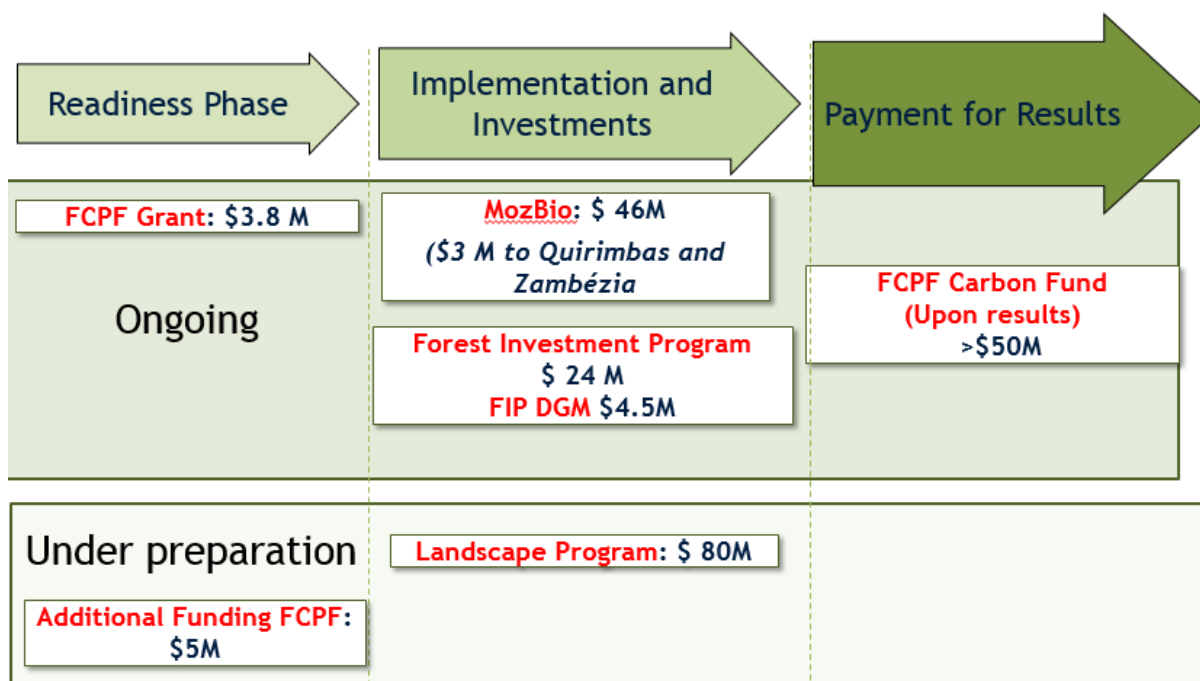 Readiness Phase
Implementation and
Investments
Payment for Results
FCPF Grant: $3.8 M
MozBio: $ 46M
($3 M to Quirimbas and
Zambézia
FCPF Carbon Fund
(Upon results)
>$50M
Ongoing
Forest Investment Program
$ 24 M
FIP DGM $4.5M
Under preparation
Landscape Program: $ 80M
Additional Funding FCPF:
$5M